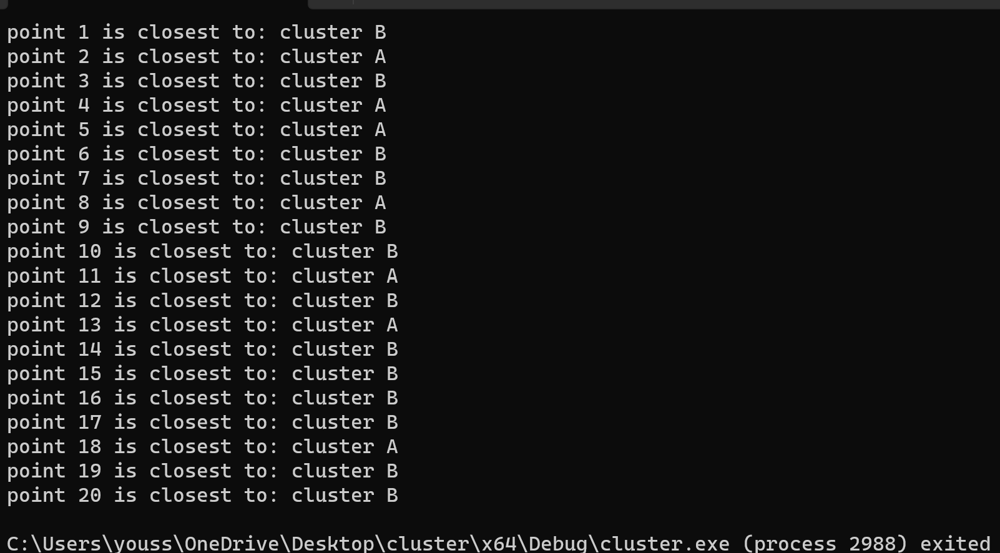 point 1 is closest to: cluster B
point 2 is closest to: cluster A
point 3 is closest to: cluster B
point 4 is closest to: cluster A
point 5 is closest to: cluster A
point 6 is closest to: cluster B
point 7 is closest to: cluster B
point 8 is closest to: cluster A
point 9 is closest to: cluster B
point 10 is closest to: cluster B
point 11 is closest to: cluster A
point 12 is closest to: cluster B
point 13 is closest to: cluster A
point 14 is closest to: cluster B
point 15 is closest to: cluster B
point 16 is closest to: cluster B
point 17 is closest to: cluster B
point 18 is closest to: cluster A
point 19 is closest to: cluster B
point 20 is closest to: cluster B
C:\Users\youss\OneDrive\Desktop\cluster\x64\Debug\cluster.exe (process 2988) exited